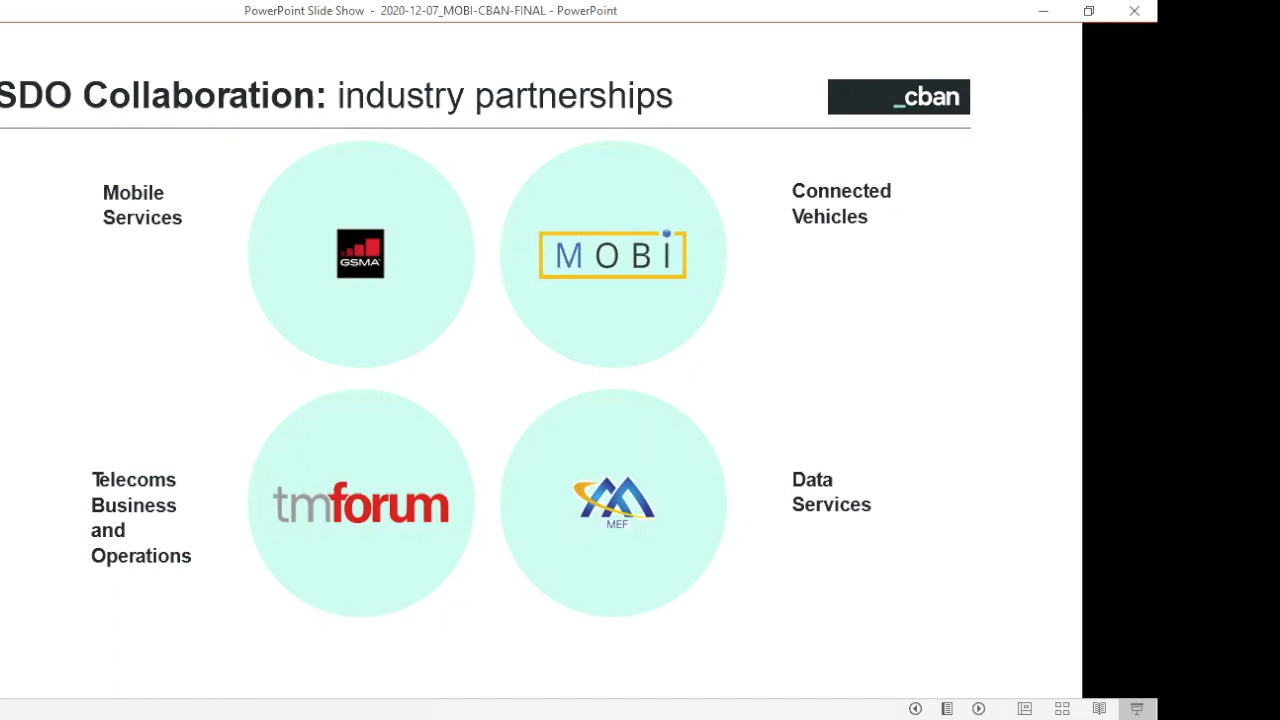 PowerPoint Slide Show - 2020-12-07_MOBI-CBAN-FINAL - PowerPoint
SDO Collaboration: industry partnerships
_cban
Mobile
Services
GSMA
MOBi
Connected
Vehicles
Telecoms
Business
and
Operations
tmforum
MEF
Data
Services